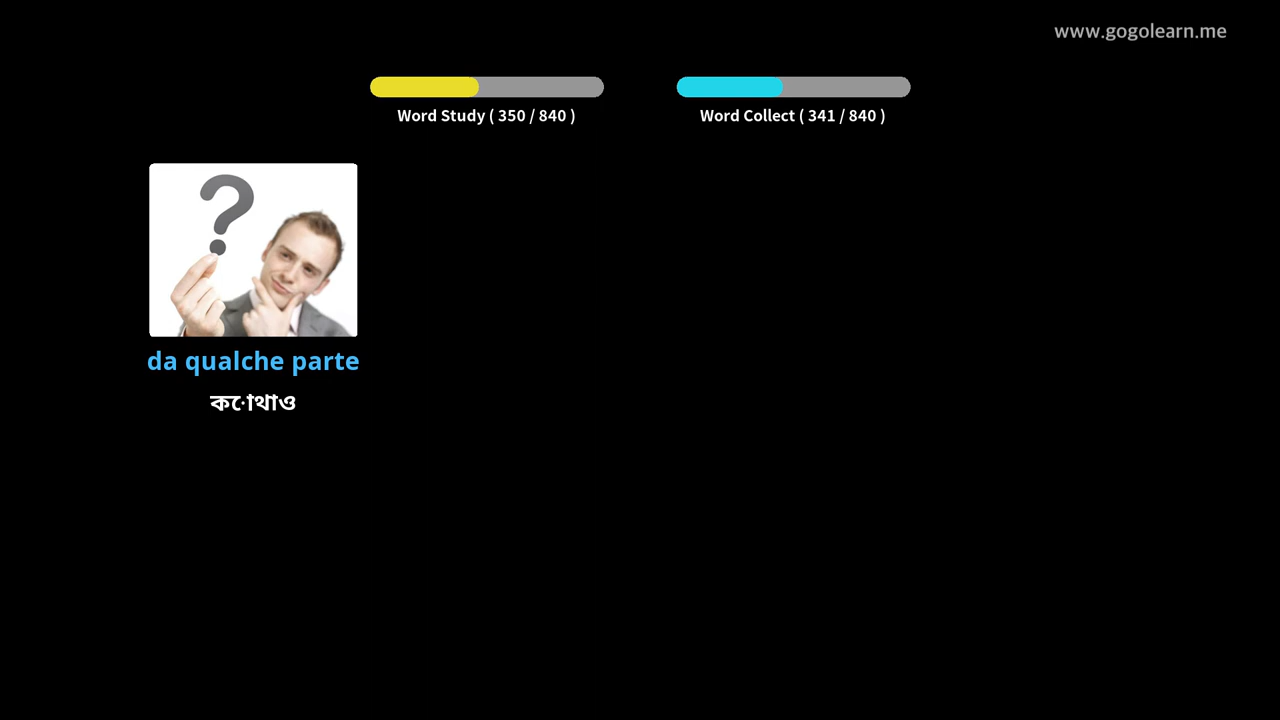 www.gogolearn.me
Word Study ( 350 / 840 )
Word Collect ( 341 / 840 )
da qualche parte
কোথাও